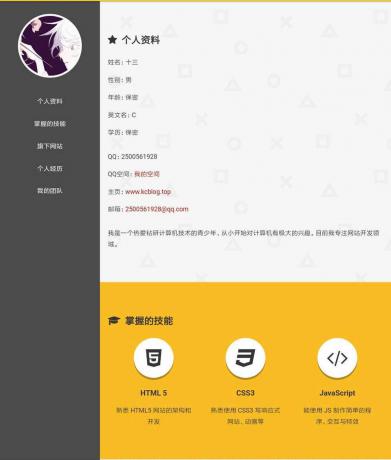 个人资料
掌握的技能
旗下网站
个人经历
我的团队
个人资料
姓名: 十三
性别: 男
年龄: 保密
英文名: C
学历: 保密
QQ: 2500561928
QQ空间: 我的空间
主页: www.kcblog.top
邮箱: 2500561928@qq.com
我是一个热爱钻研计算机技术的青少年、从小开始对计算机有极大的兴趣。目前我专注网站开发领
域。
掌握的技能
HTML 5
熟悉 HTML5 网站的架构和
开发
CSS3
熟悉使用 CSS3 写响应式
网站、动画等
JavaScript
能使用 JS 制作简单的程
序、交互与特效